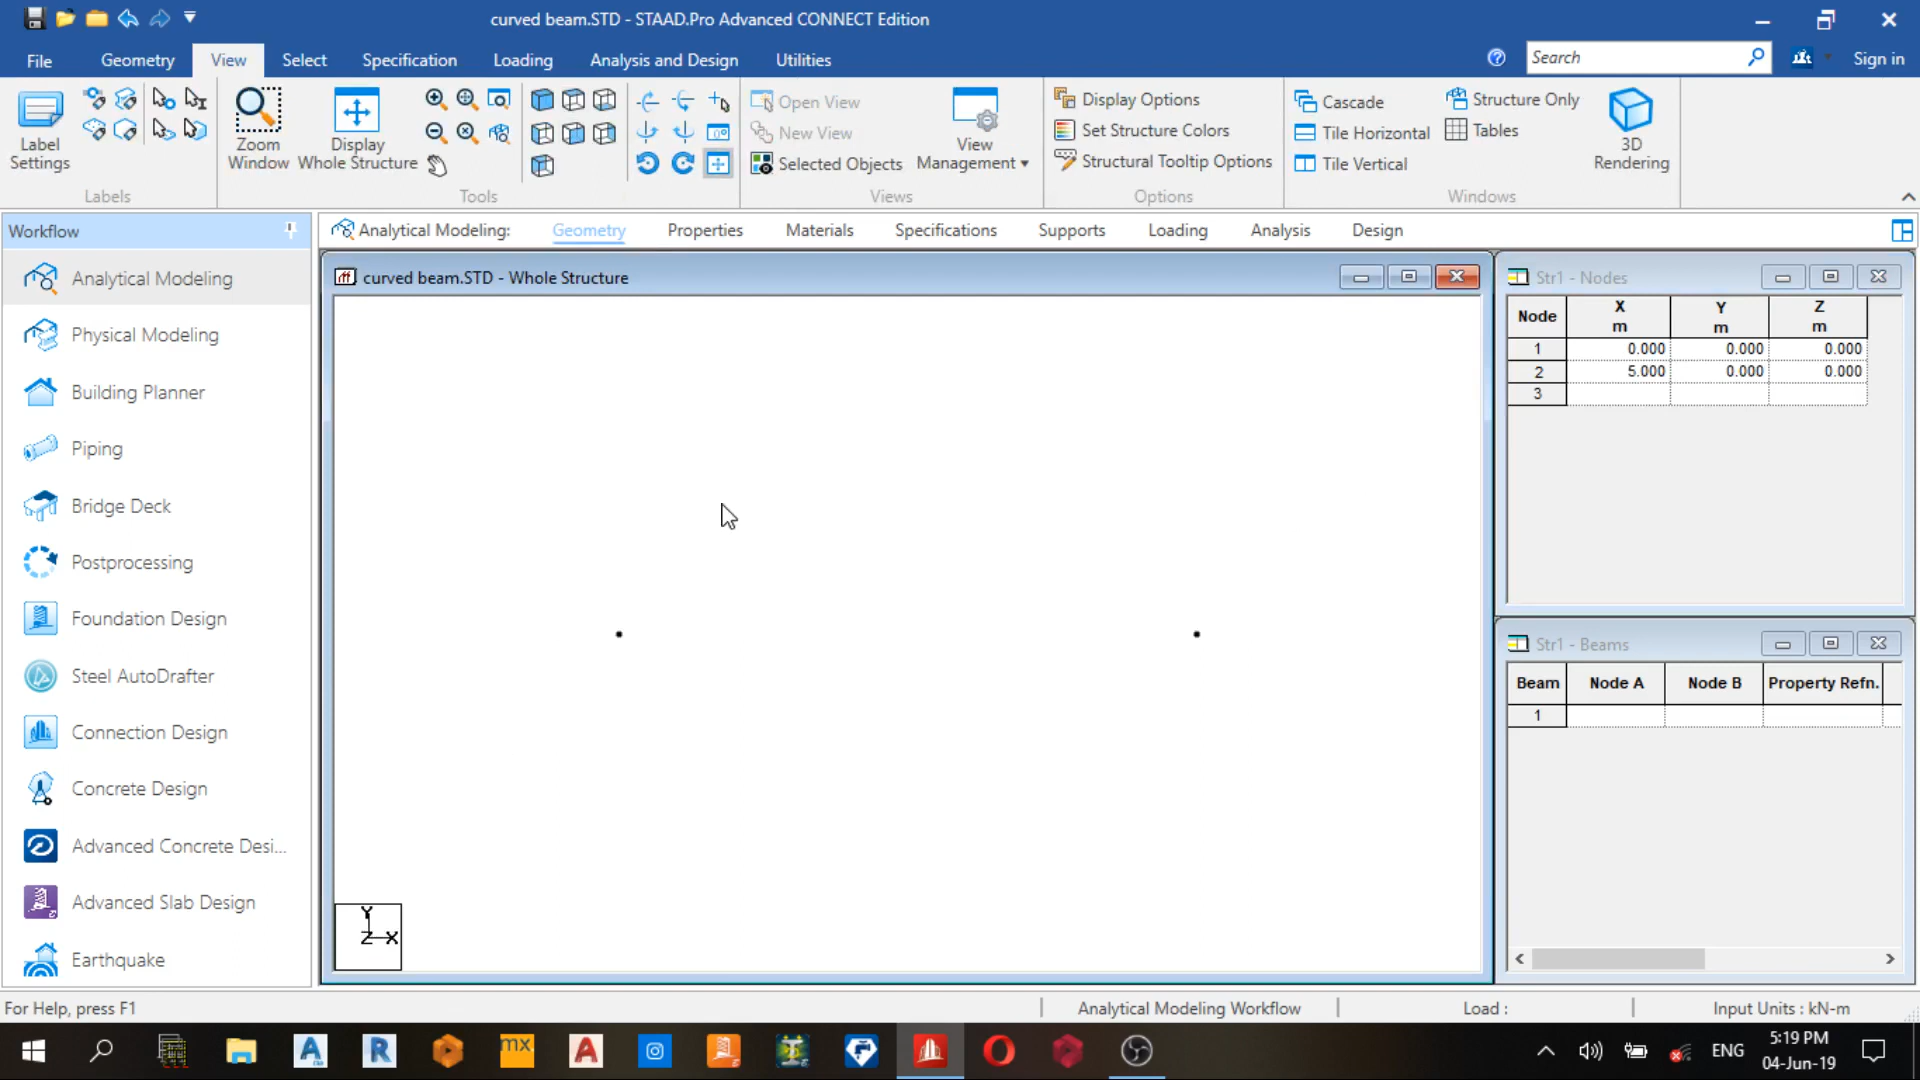 curved beam.STD - STAAD.Pro Advanced CONNECT Edition
File
Geometry
View
Select
Specification
Loading
Analysis and Design
Utilities
Search
Sign in
Label Settings
Labels
Zoom Window
Display Whole Structure
Tools
Open View
New View
Selected Objects
View Management
Views
Display Options
Set Structure Colors
Structural Tooltip Options
Options
Cascade
Tile Horizontal
Tile Vertical
Structure Only
Tables
Windows
3D Rendering
Workflow
Analytical Modeling:
Geometry
Properties
Materials
Specifications
Supports
Loading
Analysis
Design
Analytical Modeling
Physical Modeling
Building Planner
Piping
Bridge Deck
Postprocessing
Foundation Design
Steel AutoDrafter
Connection Design
Concrete Design
Advanced Concrete Desi...
Advanced Slab Design
Earthquake
curved beam.STD - Whole Structure
Y
Z X
Str1 - Nodes
Node X m Y m Z m
1 0.000 0.000 0.000
2 5.000 0.000 0.000
3
Str1 - Beams
Beam Node A Node B Property Refn.
1
For Help, press F1
Analytical Modeling Workflow
Load :
Input Units : kN-m
mx
ENG
5:19 PM
04-Jun-19